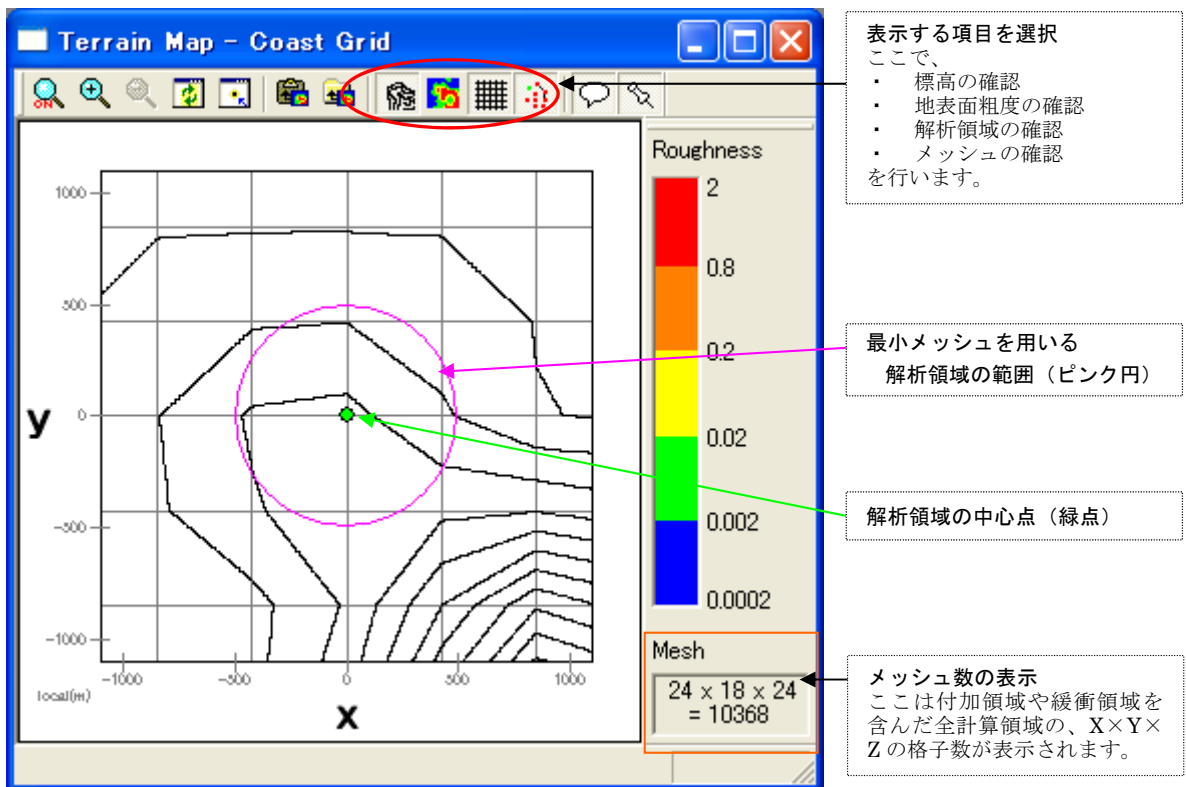 Terrain Map - Coast Grid
ON
Roughness
2
0.8
0.2
0.02
0.002
0.0002
1000
500
0
-500
-1000
y
-1000
-500
0
500
1000
local(m)
x
Mesh
24 x 18 x 24
= 10368
表示する項目を選択
ここで、
・ 標高の確認
・ 地表面粗度の確認
・ 解析領域の確認
・ メッシュの確認
を行います。
最小メッシュを用いる
解析領域の範囲（ピンク円）
解析領域の中心点（緑点）
メッシュ数の表示
ここは付加領域や緩衝領域を
含んだ全計算領域の、X×Y×
Z の格子数が表示されます。